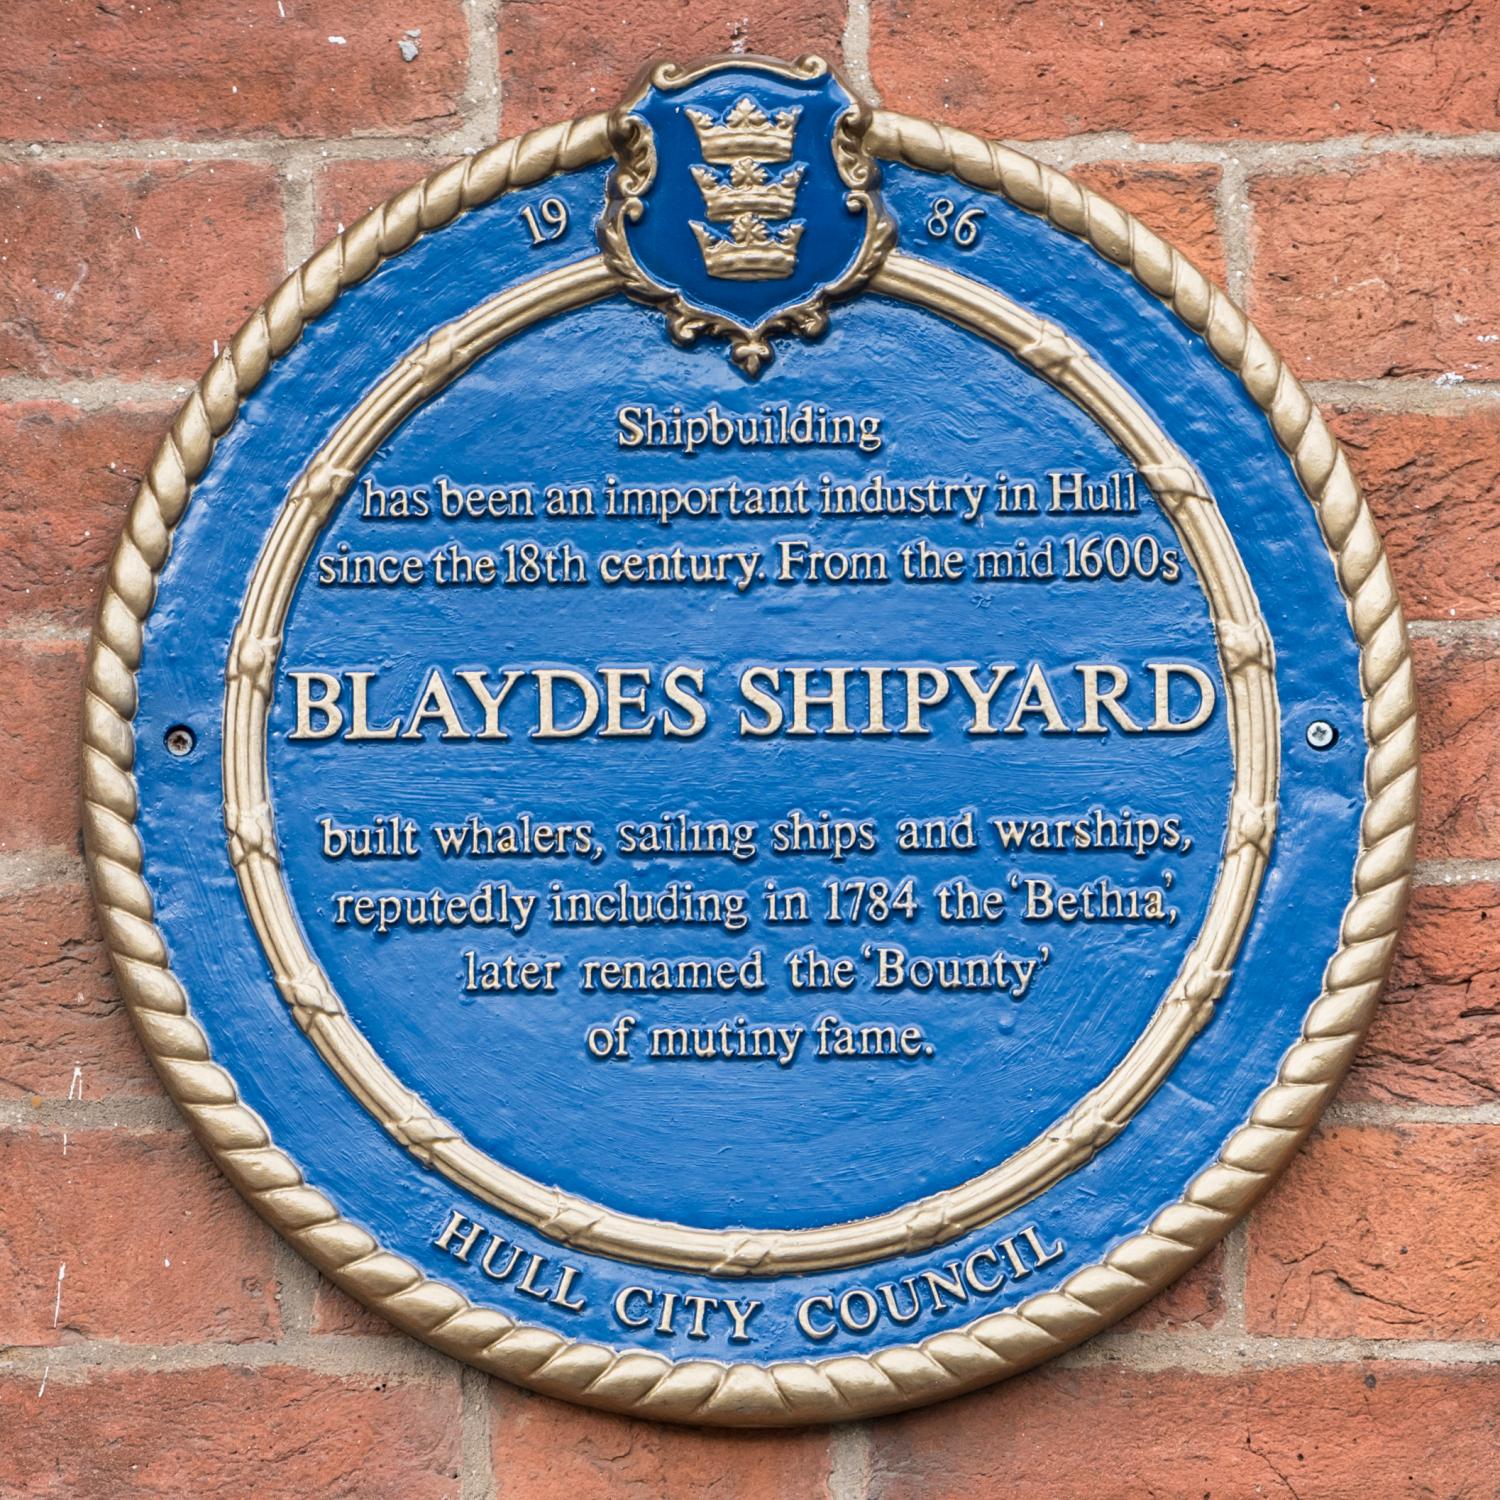 19 86
Shipbuilding
has been an important industry in Hull
since the 18th century. From the mid 1600s
BLAYDES SHIPYARD
built whalers, sailing ships and warships,
reputedly including in 1784 the 'Bethia',
later renamed the 'Bounty'
of mutiny fame.
HULL CITY COUNCIL